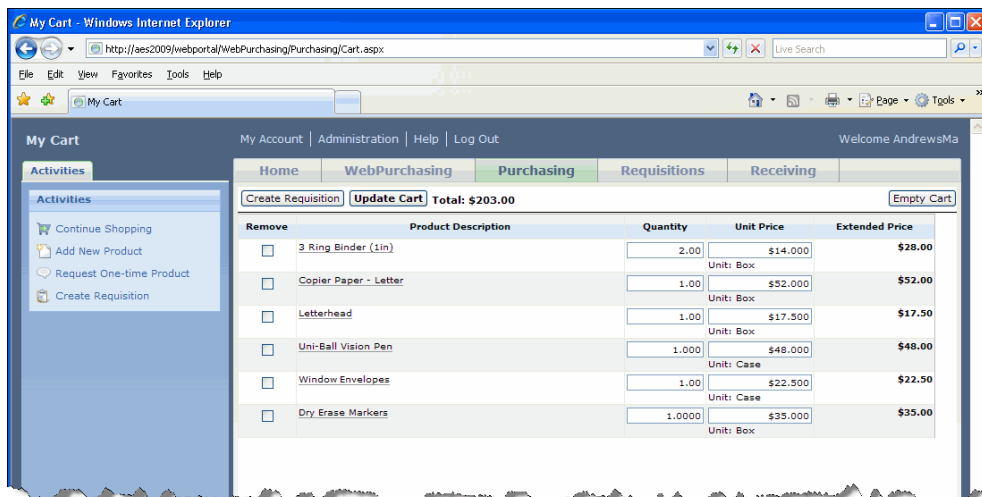 My Cart - Windows Internet Explorer
http://aes2009/webportal/WebPurchasing/Purchasing/Cart.aspx
Live Search
File Edit View Favorites Tools Help
My Cart
Page Tools »
My Cart
My Account | Administration | Help | Log Out
Welcome AndrewsMa
Activities
Home WebPurchasing Purchasing Requisitions Receiving
Activities
Continue Shopping
Add New Product
Request One-time Product
Create Requisition
Create Requisition Update Cart Total: $203.00 Empty Cart
Remove Product Description Quantity Unit Price Extended Price
3 Ring Binder (1in) 2.00 $14.000 $28.00
Unit: Box
Copier Paper - Letter 1.00 $52.000 $52.00
Unit: Box
Letterhead 1.00 $17.500 $17.50
Unit: Box
Uni-Ball Vision Pen 1.000 $48.000 $48.00
Unit: Case
Window Envelopes 1.00 $22.500 $22.50
Unit: Case
Dry Erase Markers 1.0000 $35.000 $35.00
Unit: Box